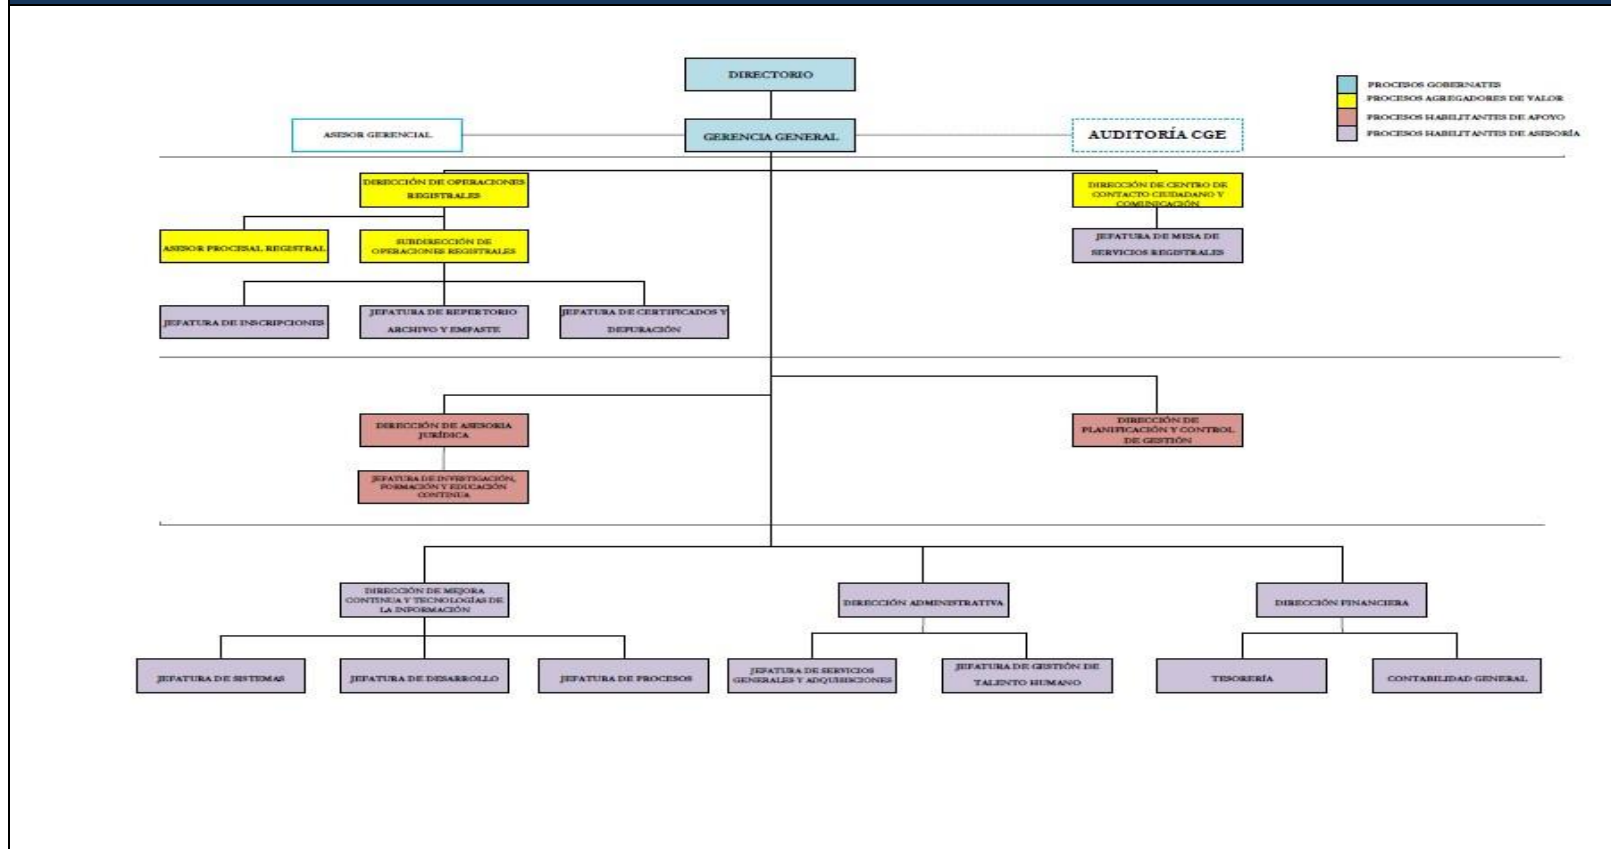 DIRECTORIO
PROCESOS GOBERNATES
PROCESOS AGREGADORES DE VALOR
PROCESOS HABILITANTES DE APOYO
PROCESOS HABILITANTES DE ASESORÍA
ASESOR GERENCIAL
GERENCIA GENERAL
AUDITORÍA CGE
DIRECCIÓN DE OPERACIONES
REGISTRALES
DIRECCIÓN DE CENTRO DE
CONTACTO CIUDADANO Y
COMUNICACIÓN
ASESOR PROCESAL REGISTRAL
SUBDIRECCIÓN DE
OPERACIONES REGISTRALES
JEFATURA DE MESA DE
SERVICIOS REGISTRALES
JEFATURA DE INSCRIPCIONES
JEFATURA DE REPERTORIO
ARCHIVO Y EMPASTE
JEFATURA DE CERTIFICADOS Y
DEPURACIÓN
DIRECCIÓN DE ASESORIA
JURÍDICA
DIRECCIÓN DE
PLANIFICACIÓN Y CONTROL
DE GESTIÓN
JEFATURA DE INVESTIGACIÓN,
FORMACIÓN Y EDUCACIÓN
CONTINUA
DIRECCIÓN DE MEJORA
CONTINUA Y TECNOLOGÍAS DE
LA INFORMACIÓN
DIRECCIÓN ADMINISTRATIVA
DIRECCIÓN FINANCIERA
JEFATURA DE SISTEMAS
JEFATURA DE DESARROLLO
JEFATURA DE PROCESOS
JEFATURA DE SERVICIOS
GENERALES Y ADQUISICIONES
JEFATURA DE GESTIÓN DE
TALENTO HUMANO
TESORERÍA
CONTABILIDAD GENERAL